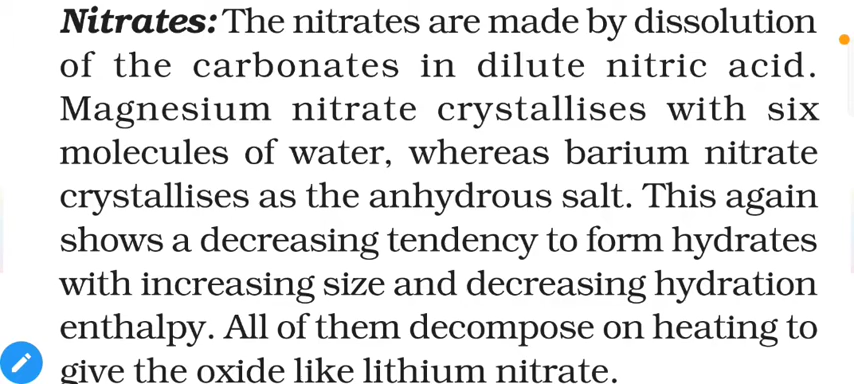 Nitrates: The nitrates are made by dissolution
of the carbonates in dilute nitric acid.
Magnesium nitrate crystallises with six
molecules of water, whereas barium nitrate
crystallises as the anhydrous salt. This again
shows a decreasing tendency to form hydrates
with increasing size and decreasing hydration
enthalpy. All of them decompose on heating to
give the oxide like lithium nitrate.